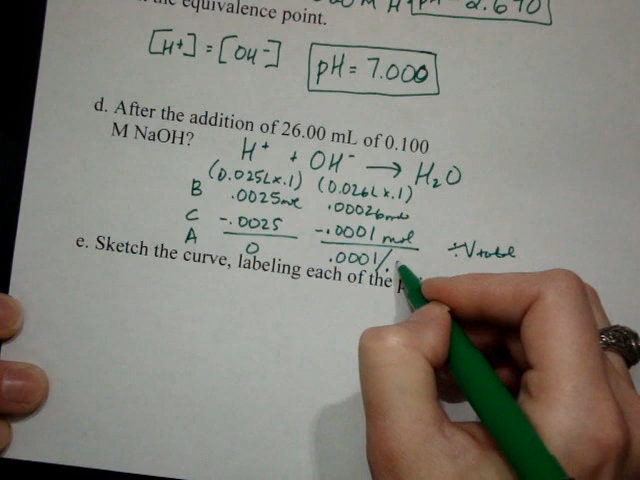 the equivalence point.
[H+] = [OH-] pH = 7.000
d. After the addition of 26.00 mL of 0.100
M NaOH?
H+ + OH- → H2O
(0.025L x .1) (0.026L x .1)
B .0025 .00026
C -.0025 -.0001 mol ÷ Vtotal
A 0 .0001/.
e. Sketch the curve, labeling each of the